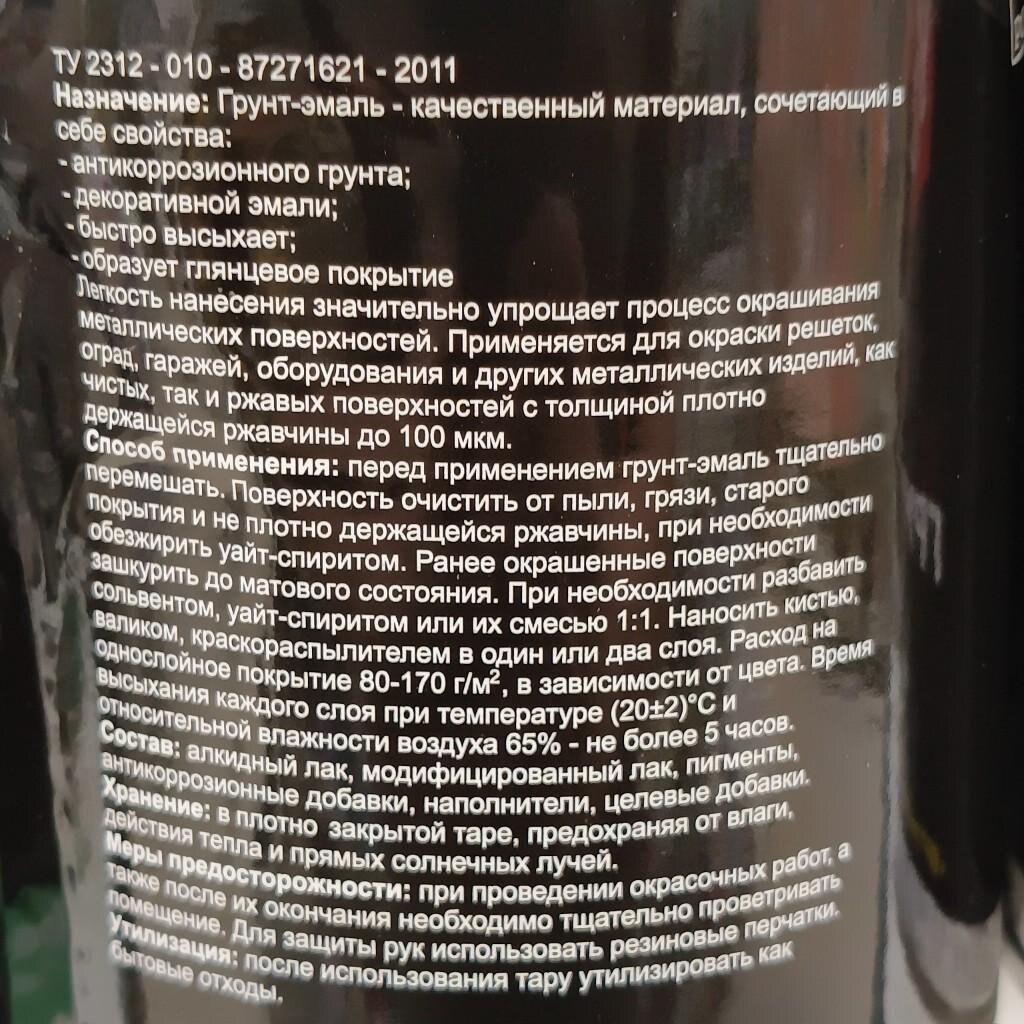 ТУ 2312 - 010 - 87271621 - 2011
Назначение: Грунт-эмаль - качественный материал, сочетающий в
себе свойства:
- антикоррозионного грунта;
- декоративной эмали;
- быстро высыхает;
- образует глянцевое покрытие
Легкость нанесения значительно упрощает процесс окрашивания
металлических поверхностей. Применяется для окраски решеток,
оград, гаражей, оборудования и других металлических изделий, как
чистых, так и ржавых поверхностей с толщиной плотно
держащейся ржавчины до 100 мкм.
Способ применения: перед применением грунт-эмаль тщательно
перемешать. Поверхность очистить от пыли, грязи, старого
покрытия и не плотно держащейся ржавчины, при необходимости
обезжирить уайт-спиритом. Ранее окрашенные поверхности
зашкурить до матового состояния. При необходимости разбавить
сольвентом, уайт-спиритом или их смесью 1:1. Наносить кистью,
валиком, краскораспылителем в один или два слоя. Расход на
однослойное покрытие 80-170 г/м², в зависимости от цвета. Время
высыхания каждого слоя при температуре (20±2)°С и
относительной влажности воздуха 65% - не более 5 часов.
Состав: алкидный лак, модифицированный лак, пигменты,
антикоррозионные добавки, наполнители, целевые добавки.
Хранение: в плотно закрытой таре, предохраняя от влаги,
действия тепла и прямых солнечных лучей.
Меры предосторожности: при проведении окрасочных работ, а
также после их окончания необходимо тщательно проветривать
помещение. Для защиты рук использовать резиновые перчатки.
Утилизация: после использования тару утилизировать как
бытовые отходы.